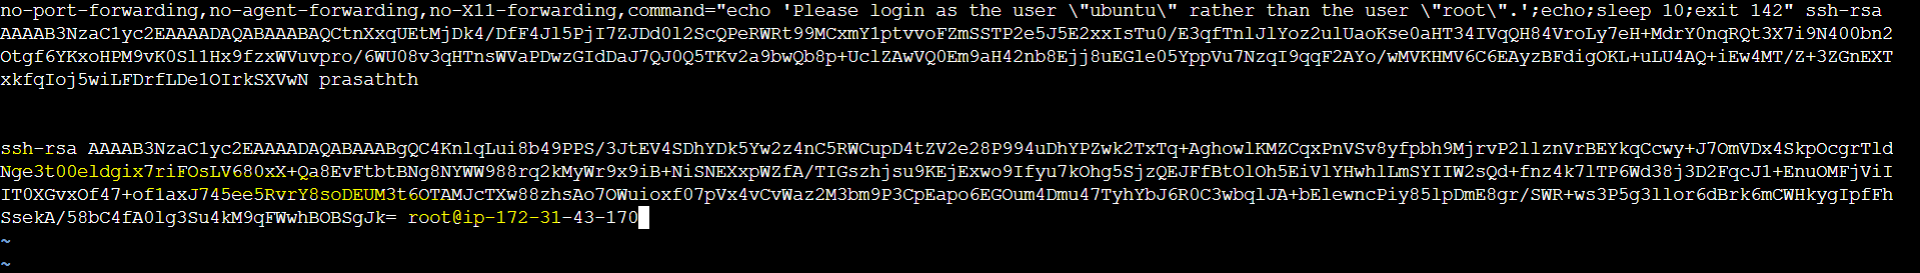 no-port-forwarding,no-agent-forwarding,no-X11-forwarding,command="echo 'Please login as the user \"ubuntu\" rather than the user \"root\".';echo;sleep 10;exit 142" ssh-rsa
AAAAB3NzaC1yc2EAAAADAQABAAABAQCtnXxqUEtMjDk4/DfF4Jl5PjI7ZJDd0l2ScQPeRWRt99MCxmY1ptvvoFZmSSTP2e5J5E2xxIsTu0/E3qfTnlJlYoz2ulUaoKse0aHT34IVqQH84VroLy7eH+MdrY0nqRQt3X7i9N400bn2
Otgf6YKxoHPM9vK0Sl1Hx9fzxWVuvpro/6WU08v3qHTnsWVaPDwzGIdDaJ7QJ0Q5TKv2a9bwQb8p+UclZAwVQ0Em9aH42nb8Ejj8uEGle05YppVu7NzqI9qqF2AYo/wMVKHMV6C6EAyzBFdigOKL+uLU4AQ+iEw4MT/Z+3ZGnEXT
xkfqIoj5wiLFDrfLDe1OIrkSXVwN prasathth
ssh-rsa AAAAB3NzaC1yc2EAAAADAQABAAABgQC4KnlqLui8b49PPS/3JtEV4SDhYDk5Yw2z4nC5RWCupD4tZV2e28P994uDhYPZwk2TxTq+AghowlKMZCqxPnVSv8yfpbh9MjrvP2llznVrBEYkqCcwy+J7OmVDx4SkpOcgrTld
Nge3t00eldgix7riFOsLV680xX+Qa8EvFtbtBNg8NYWW988rq2kMyWr9x9iB+NiSNEXxpWZfA/TIGszhjsu9KEjExwo9Ifyu7kOhg5SjzQEJFfBtOlOh5EiVlYHwhlLmSYIIW2sQd+fnz4k7lTP6Wd38j3D2FqcJ1+EnuOMFjViI
IT0XGvxOf47+of1axJ745ee5RvrY8soDEUM3t6OTAMJcTXw88zhsAo7OWuioxf07pVx4vCvWaz2M3bm9P3CpEapo6EGOum4Dmu47TyhYbJ6R0C3wbqlJA+bElewncPiy85lpDmE8gr/SWR+ws3P5g3llor6dBrk6mCWHkygIpfFh
SsekA/58bC4fA0lg3Su4kM9qFWwhBOBSgJk= root@ip-172-31-43-170
~
~